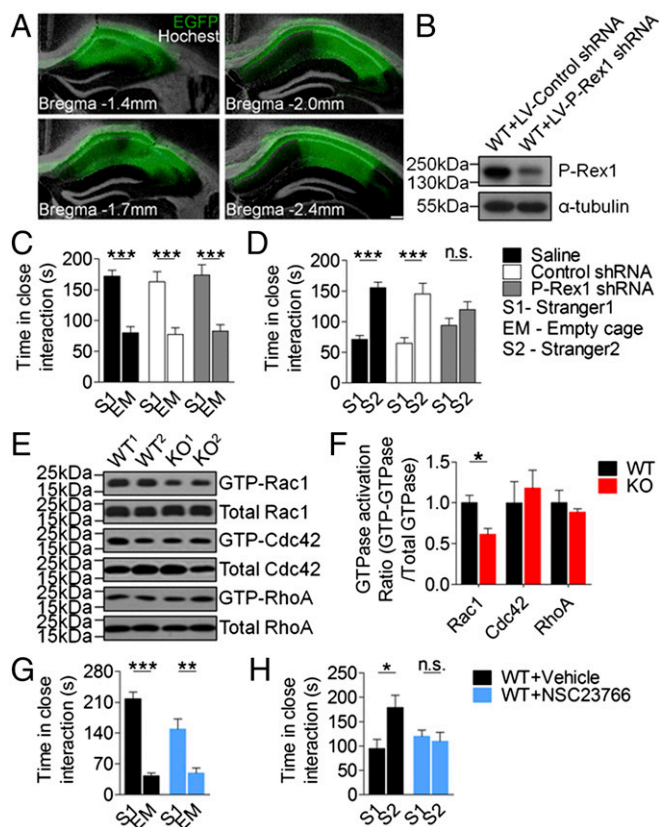 A
EGFP
Hochest
Bregma -1.4mm
Bregma -2.0mm
Bregma -1.7mm
Bregma -2.4mm
B
WT+LV-Control shRNA
WT+LV-P-Rex1 shRNA
250kDa
130kDa
P-Rex1
55kDa
α-tubulin
C
Time in close
interaction (s)
200
150
100
50
0
*** *** ***
S1 EM S1 EM S1 EM
D
Time in close
interaction (s)
200
150
100
50
0
*** *** n.s.
S1 S2 S1 S2 S1 S2
Saline
Control shRNA
P-Rex1 shRNA
S1- Stranger1
EM - Empty cage
S2 - Stranger2
E
WT1 WT2 KO1 KO2
25kDa
15kDa
GTP-Rac1
25kDa
15kDa
Total Rac1
25kDa
15kDa
GTP-Cdc42
25kDa
15kDa
Total Cdc42
25kDa
15kDa
GTP-RhoA
25kDa
15kDa
Total RhoA
F
GTPase activation
Ratio (GTP-GTPase
/Total GTPase)
1.5
1.0
0.5
0.0
*
Rac1 Cdc42 RhoA
WT
KO
G
Time in close
interaction (s)
280
210
140
70
0
*** **
S1 EM S1 EM
H
Time in close
interaction (s)
250
200
150
100
50
0
* n.s.
S1 S2 S1 S2
WT+Vehicle
WT+NSC23766